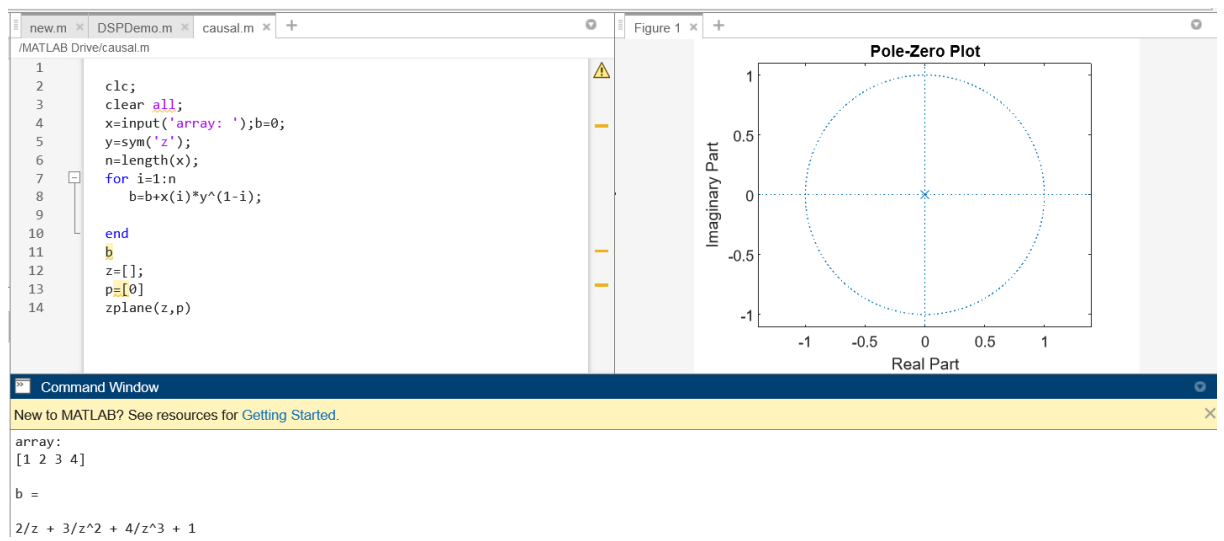 new.m × DSPDemo.m × causal.m × +
/MATLAB Drive/causal.m
1
2 clc;
3 clear all;
4 x=input('array: ');b=0;
5 y=sym('z');
6 n=length(x);
7 for i=1:n
8 b=b+x(i)*y^(1-i);
9
10 end
11 b
12 z=[];
13 p=[0]
14 zplane(z,p)
Figure 1 × +
Pole-Zero Plot
1
0.5
0
-0.5
-1
Imaginary Part
-1 -0.5 0 0.5 1
Real Part
Command Window
New to MATLAB? See resources for Getting Started.
array:
[1 2 3 4]
b =
2/z + 3/z^2 + 4/z^3 + 1